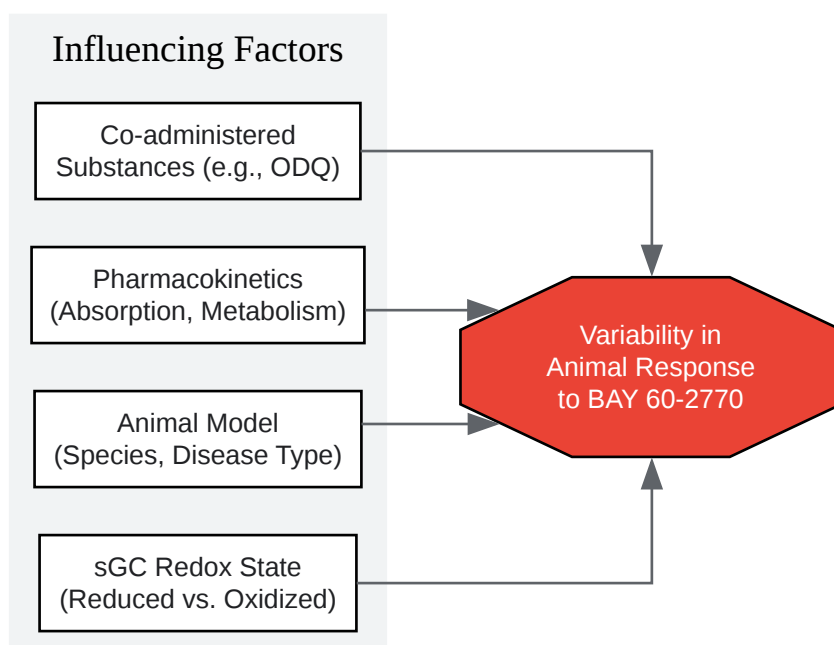 Influencing Factors
Co-administered
Substances (e.g., ODQ)
Pharmacokinetics
(Absorption, Metabolism)
Animal Model
(Species, Disease Type)
sGC Redox State
(Reduced vs. Oxidized)
Variability in
Animal Response
to BAY 60-2770